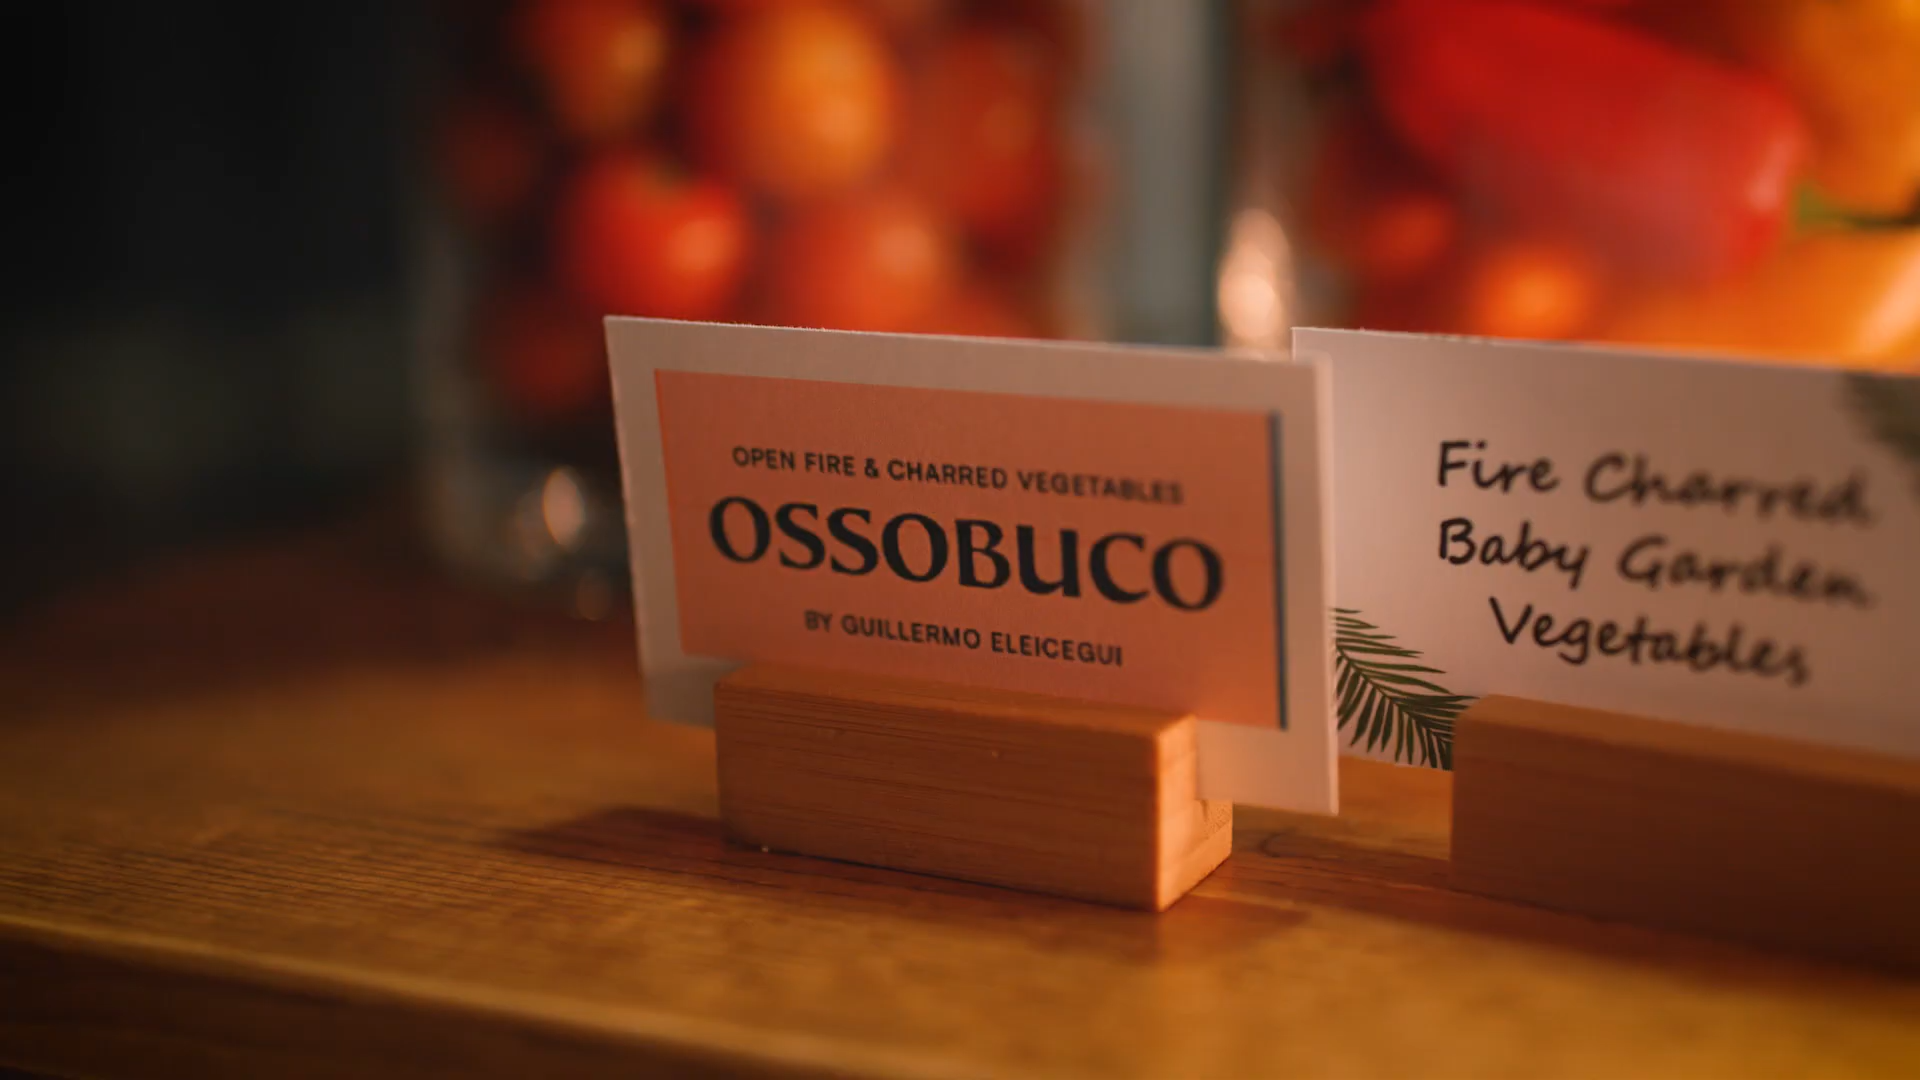 OPEN FIRE & CHARRED VEGETABLES
OSSOBUCO
BY GUILLERMO ELEICEGUI
Fire Charred
Baby Garden
Vegetables